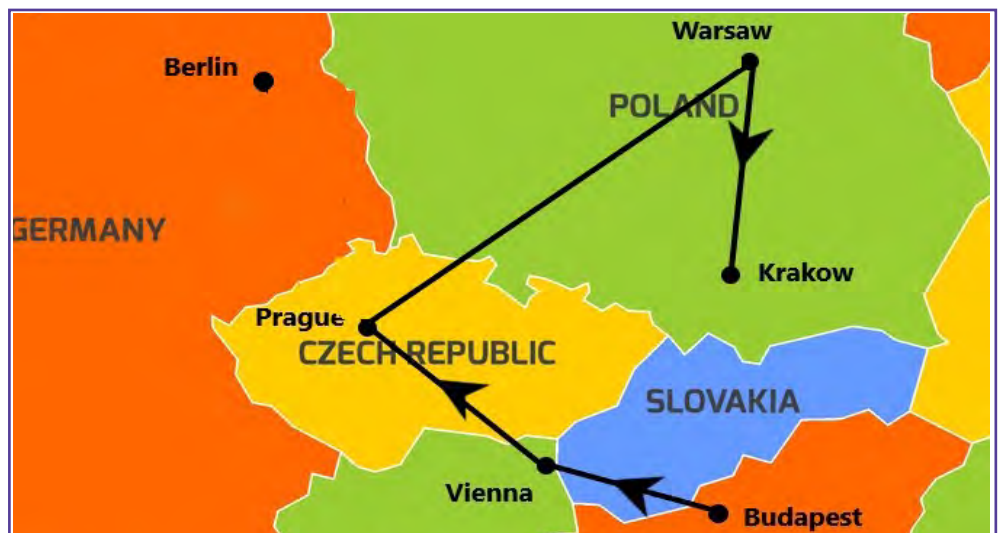 Warsaw
Berlin
POLAND
GERMANY
Krakow
Prague
CZECH REPUBLIC
SLOVAKIA
Vienna
Budapest